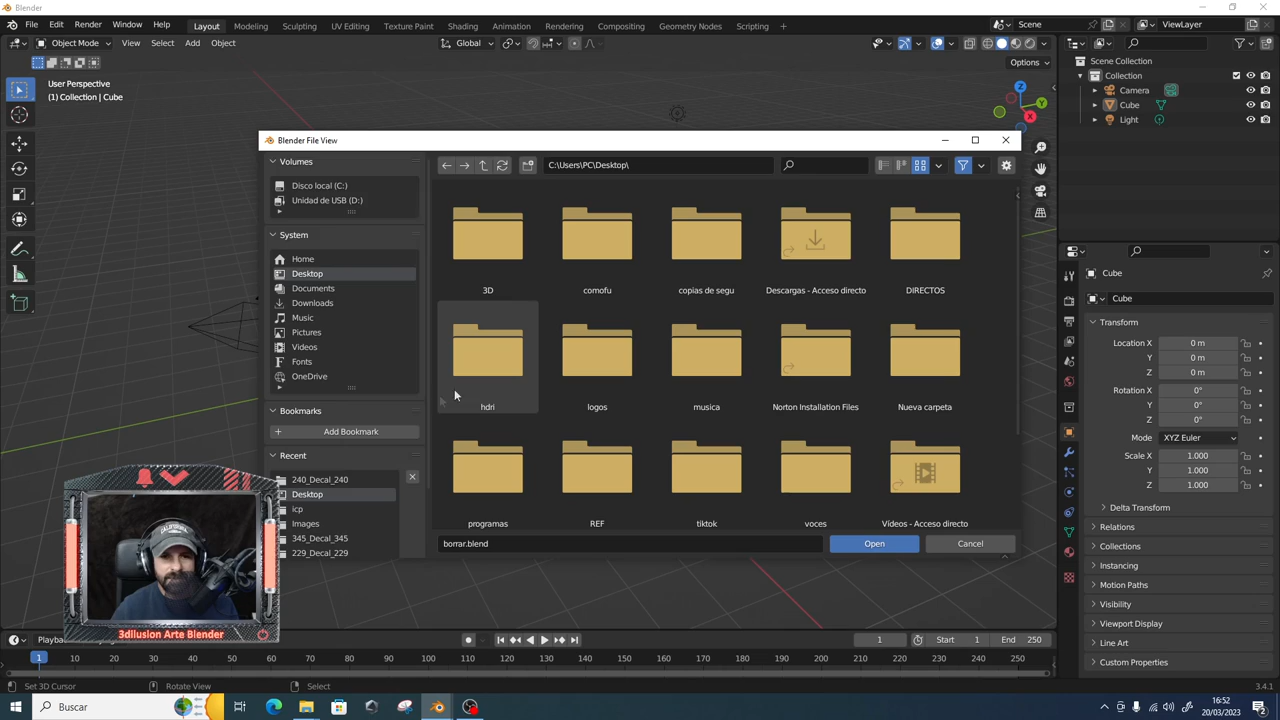 Blender
File Edit Render Window Help Layout Modeling Sculpting UV Editing Texture Paint Shading Animation Rendering Compositing Geometry Nodes Scripting + Scene ViewLayer
Object Mode View Select Add Object Global
Options
User Perspective
(1) Collection | Cube
Z
Y
X
Scene Collection
Collection
Camera
Cube
Light
Blender File View
Volumes
Disco local (C:)
Unidad de USB (D:)
System
Home
Desktop
Documents
Downloads
Music
Pictures
Videos
Fonts
OneDrive
Bookmarks
Add Bookmark
Recent
240_Decal_240
Desktop
icp
Images
345_Decal_345
229_Decal_229
C:\Users\PC\Desktop\
3D comofu copias de segu Descargas - Acceso directo DIRECTOS
hdri logos musica Norton Installation Files Nueva carpeta
programas REF tiktok voces Vídeos - Acceso directo
borrar.blend Open Cancel
Cube
Cube
Transform
Location X 0 m
Y 0 m
Z 0 m
Rotation X 0°
Y 0°
Z 0°
Mode XYZ Euler
Scale X 1.000
Y 1.000
Z 1.000
Delta Transform
Relations
Collections
Instancing
Motion Paths
Visibility
Viewport Display
Line Art
Custom Properties
CALIFORNIA
3dIlusion Arte Blender
Playba
1 Start 1 End 250
1 10 20 30 40 50 60 70 80 90 100 110 120 130 140 150 160 170 180 190 200 210 220 230 240 250
Set 3D Cursor Rotate View Select 3.4.1
Buscar
16:52
20/03/2023
2